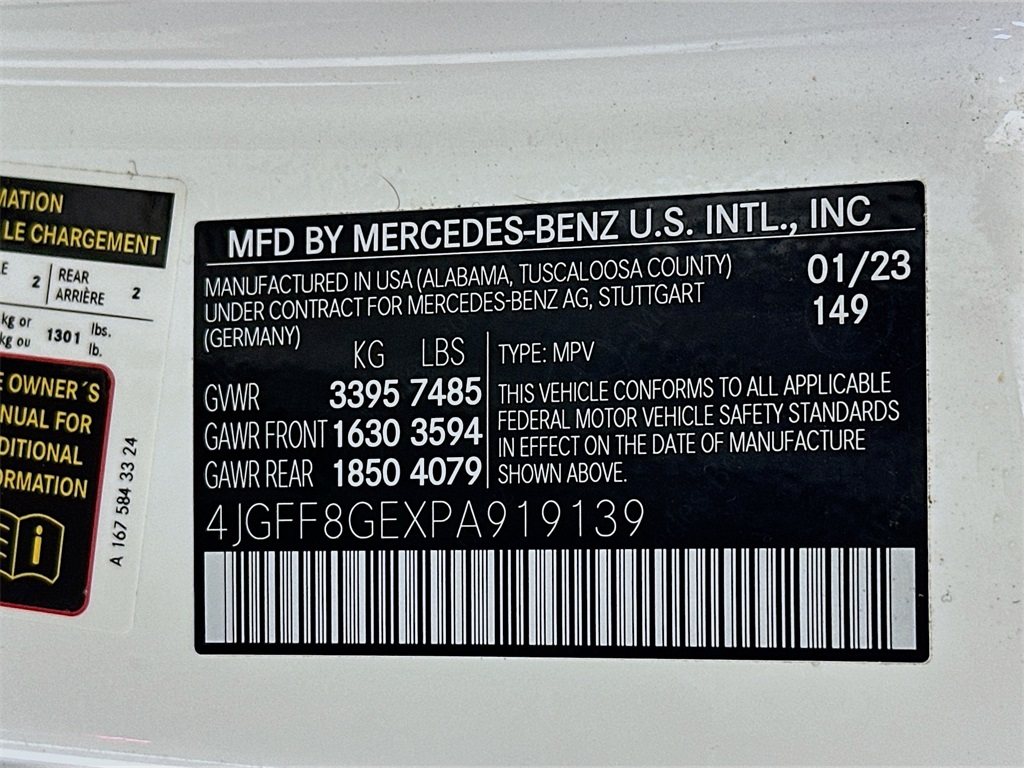 MATION
LE CHARGEMENT
E 2 REAR
ARRIÈRE 2
kg or
kg ou 1301 lbs.
lb.
E OWNER´S
NUAL FOR
DITIONAL
ORMATION
i
A 167 584 33 24
MFD BY MERCEDES-BENZ U.S. INTL., INC
MANUFACTURED IN USA (ALABAMA, TUSCALOOSA COUNTY)
UNDER CONTRACT FOR MERCEDES-BENZ AG, STUTTGART
(GERMANY)
01/23
149
KG LBS
GVWR 3395 7485
GAWR FRONT 1630 3594
GAWR REAR 1850 4079
TYPE: MPV
THIS VEHICLE CONFORMS TO ALL APPLICABLE
FEDERAL MOTOR VEHICLE SAFETY STANDARDS
IN EFFECT ON THE DATE OF MANUFACTURE
SHOWN ABOVE.
4JGFF8GEXPA919139